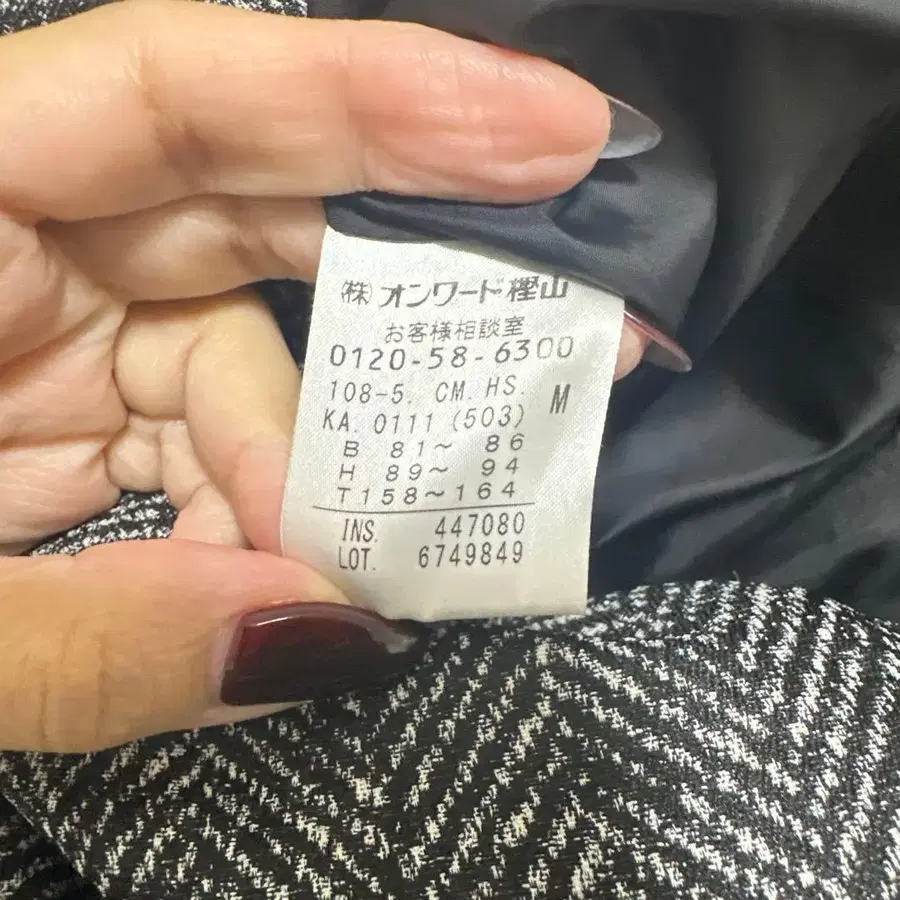 (株)オンワード樫山
お客様相談室
0120-58-6300
108-5. CM. HS. M
KA. 0111 (503)
B 81~ 86
H 89~ 94
T158~164
INS. 447080
LOT. 6749849